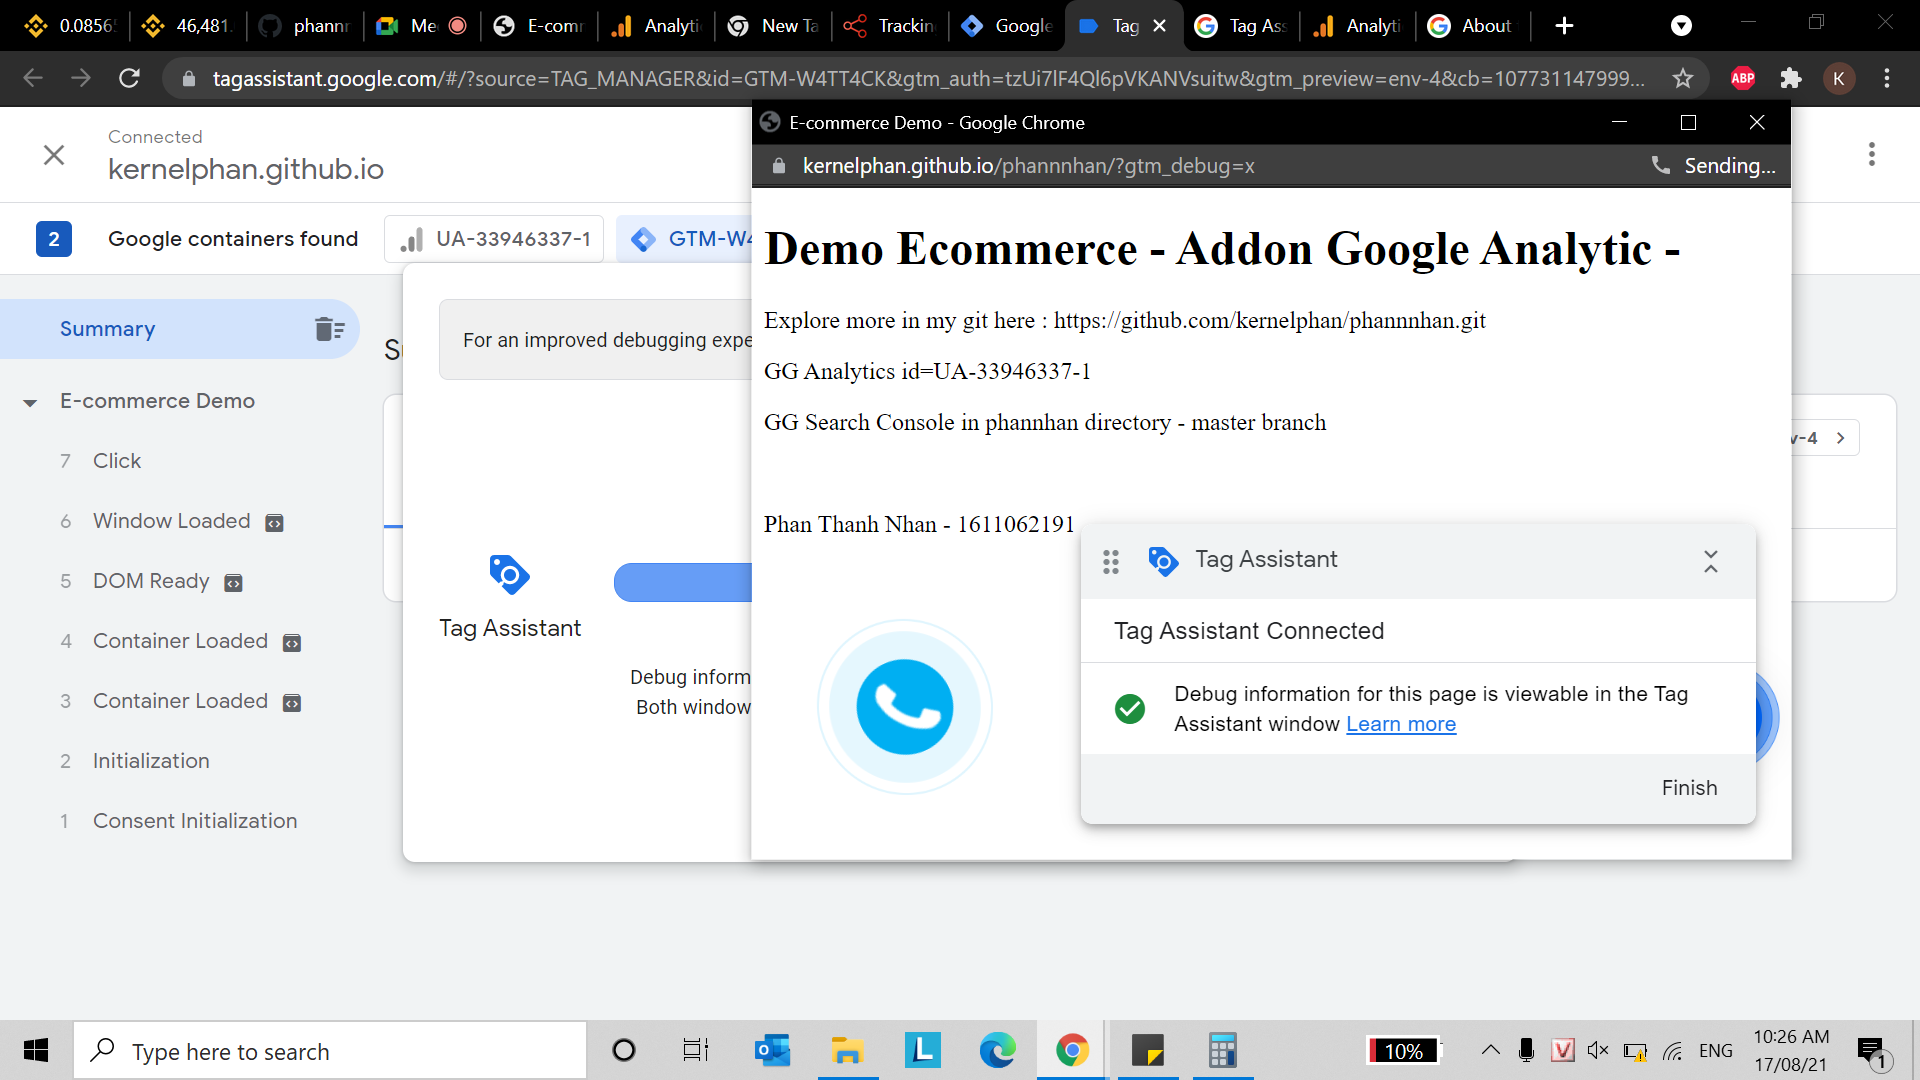 0.0856
46,481.
phannn
Me
E-com
Analyti
New Ta
Trackin
Google
Tag
Tag Ass
Analyti
About
tagassistant.google.com/#/?source=TAG_MANAGER&id=GTM-W4TT4CK&gtm_auth=tzUi7lF4Ql6pVKANVsuitw&gtm_preview=env-4&cb=107731147999...
ABP
K
Connected
kernelphan.github.io
2
Google containers found
UA-33946337-1
GTM-W4
Summary
E-commerce Demo
7 Click
6 Window Loaded
5 DOM Ready
4 Container Loaded
3 Container Loaded
2 Initialization
1 Consent Initialization
For an improved debugging expe
Tag Assistant
Debug inform
Both window
v-4
E-commerce Demo - Google Chrome
kernelphan.github.io/phannnhan/?gtm_debug=x
Sending...
Demo Ecommerce - Addon Google Analytic -
Explore more in my git here : https://github.com/kernelphan/phannnhan.git
GG Analytics id=UA-33946337-1
GG Search Console in phannhan directory - master branch
Phan Thanh Nhan - 1611062191
Tag Assistant
Tag Assistant Connected
Debug information for this page is viewable in the Tag
Assistant window Learn more
Finish
Type here to search
10%
ENG
10:26 AM
17/08/21
1